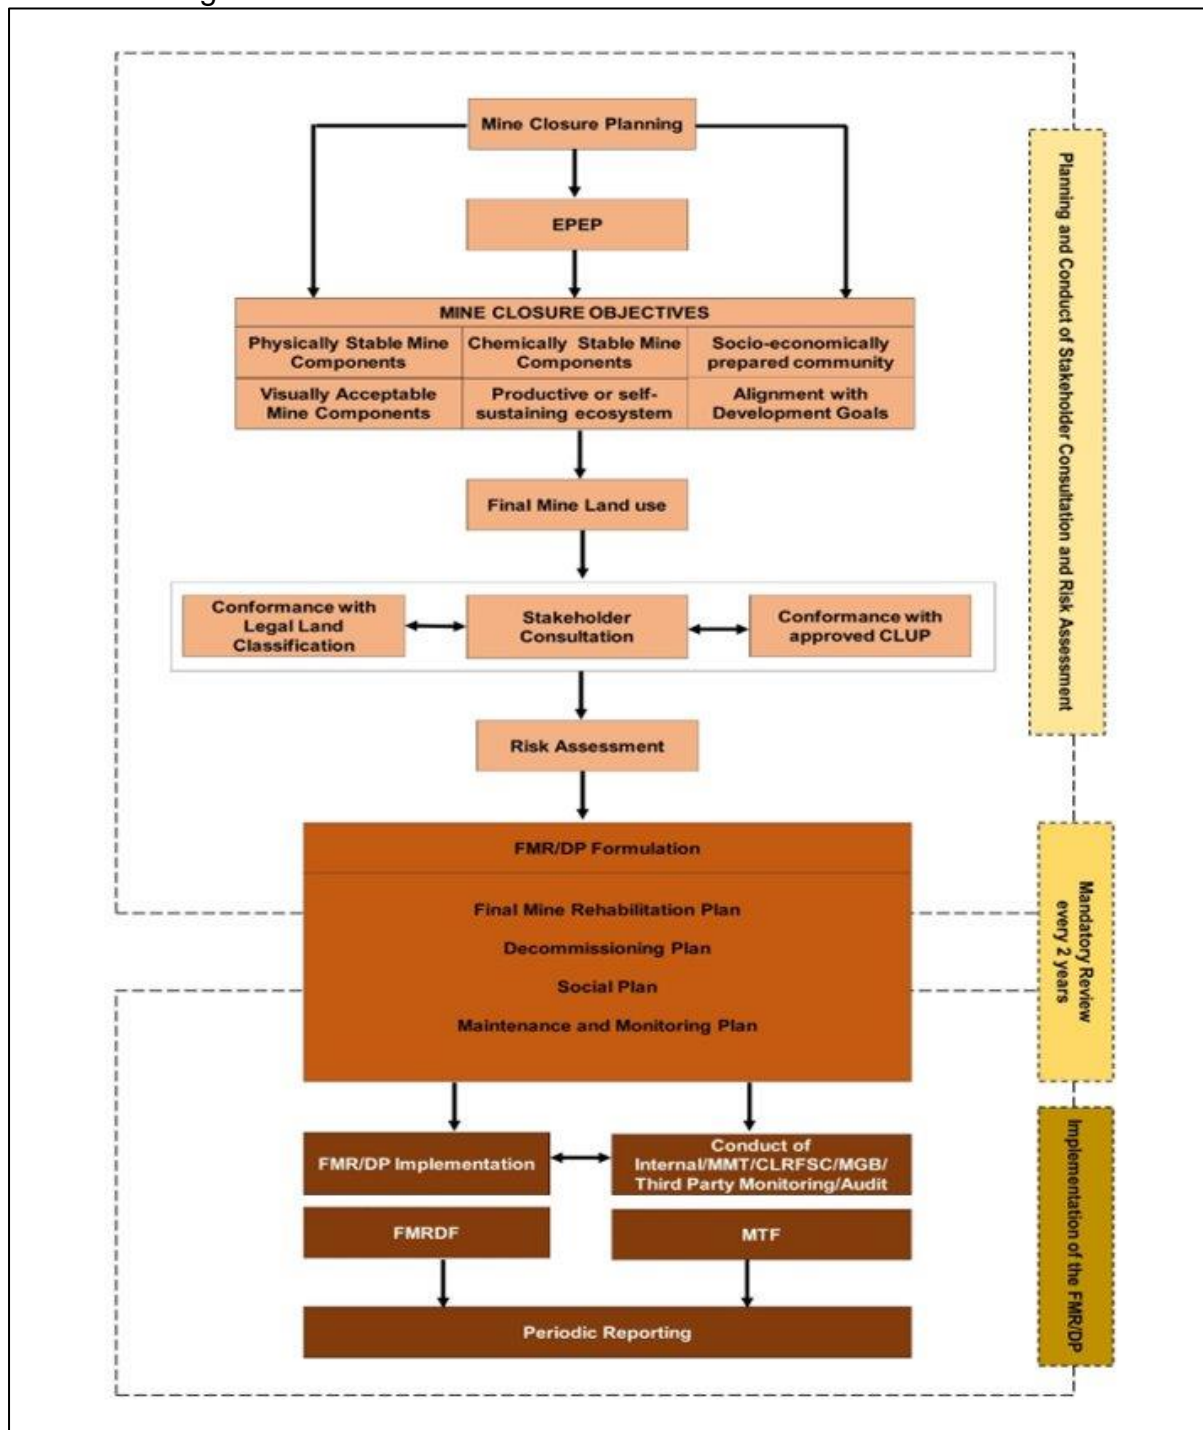 Mine Closure Planning
EPEP
MINE CLOSURE OBJECTIVES
Physically Stable Mine
Components
Chemically Stable Mine
Components
Socio-economically
prepared community
Visually Acceptable
Mine Components
Productive or self-
sustaining ecosystem
Alignment with
Development Goals
Final Mine Land use
Conformance with
Legal Land
Classification
Stakeholder
Consultation
Conformance with
approved CLUP
Risk Assessment
FMR/DP Formulation
Final Mine Rehabilitation Plan
Decommissioning Plan
Social Plan
Maintenance and Monitoring Plan
FMR/DP Implementation
Conduct of
Internal/MMT/CLRFSC/MGB/
Third Party Monitoring/Audit
FMRDF
MTF
Periodic Reporting
Planning and Conduct of Stakeholder Consultation and Risk Assessment
Mandatory Review
every 2 years
Implementation of the FMR/DP